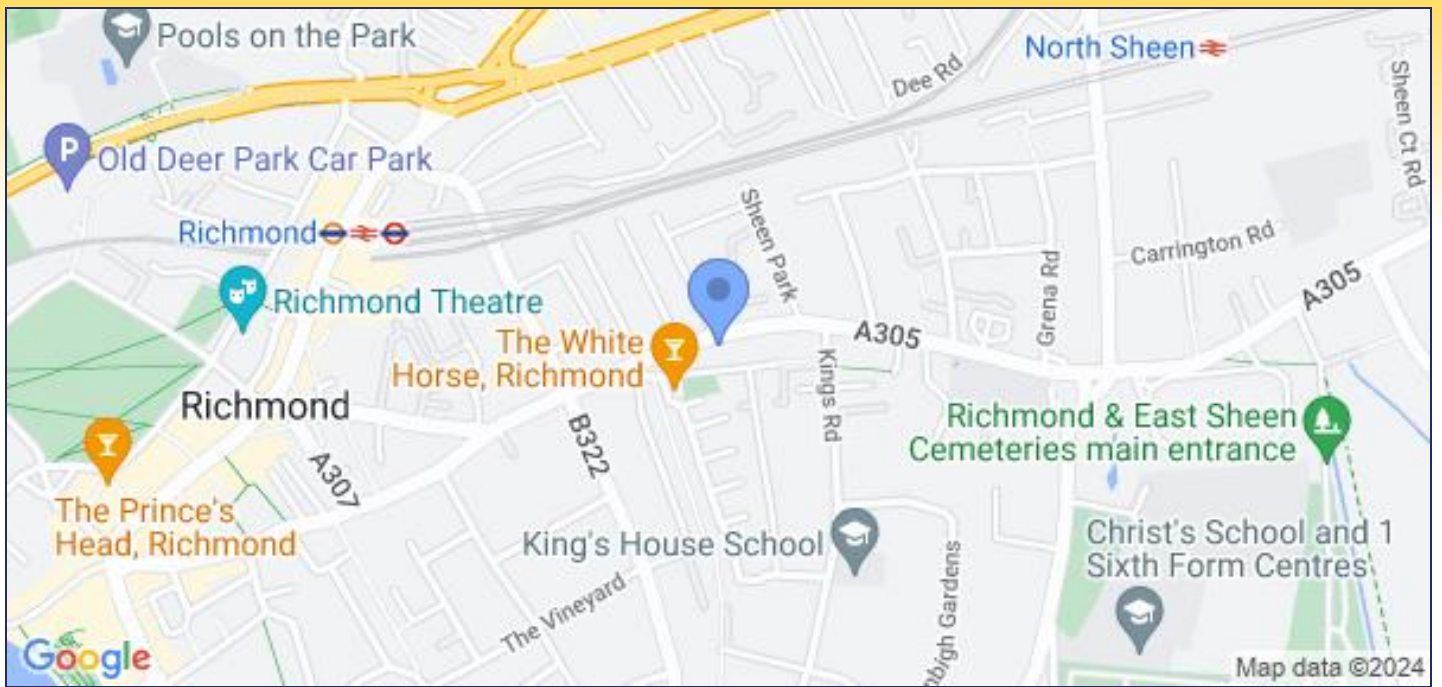 Pools on the Park
North Sheen
Dee Rd
Sheen Ct Rd
P
Old Deer Park Car Park
Sheen Park
Richmond
Carrington Rd
Grena Rd
A305
Richmond Theatre
A305
The White
Horse, Richmond
Kings Rd
Richmond
B322
Richmond & East Sheen
Cemeteries main entrance
A307
The Prince's
Head, Richmond
King's House School
Christ's School and 1
Sixth Form Centres
The Vineyard
nbigh Gardens
Google
Map data ©2024